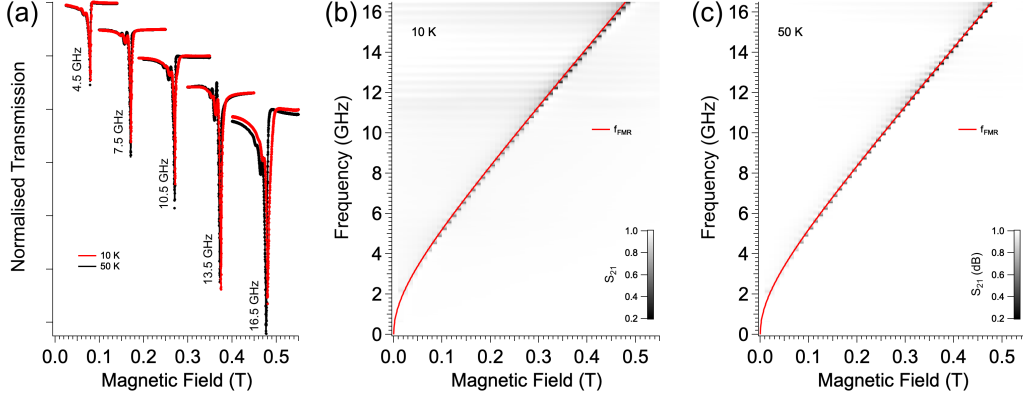 (a)
Normalised Transmission
4.5 GHz
7.5 GHz
10.5 GHz
13.5 GHz
16.5 GHz
10 K
50 K
0.0 0.1 0.2 0.3 0.4 0.5
Magnetic Field (T)
(b)
10 K
Frequency (GHz)
16
14
12
10
8
6
4
2
0
f_FMR
S_21
1.0
0.8
0.6
0.4
0.2
0.0 0.1 0.2 0.3 0.4 0.5
Magnetic Field (T)
(c)
50 K
Frequency (GHz)
16
14
12
10
8
6
4
2
0
f_FMR
S_21 (dB)
1.0
0.8
0.6
0.4
0.2
0.0 0.1 0.2 0.3 0.4 0.5
Magnetic Field (T)